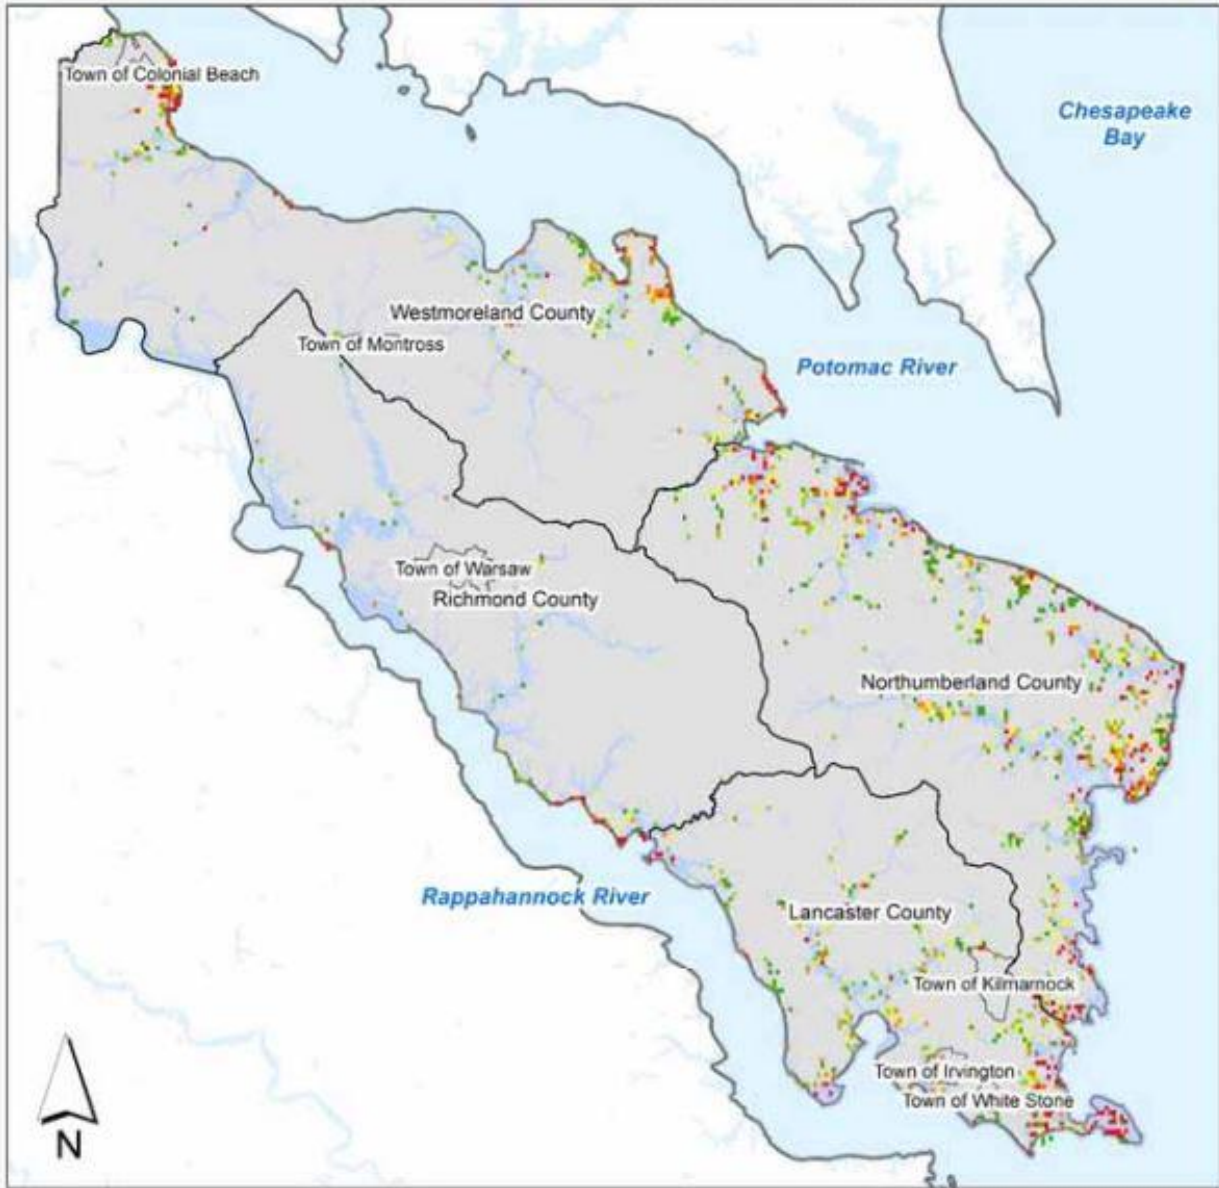 Town of Colonial Beach
Chesapeake
Bay
Westmoreland County
Town of Montross
Potomac River
Town of Warsaw
Richmond County
Northumberland County
Rappahannock River
Lancaster County
Town of Kilmarnock
Town of Irvington
Town of White Stone
N